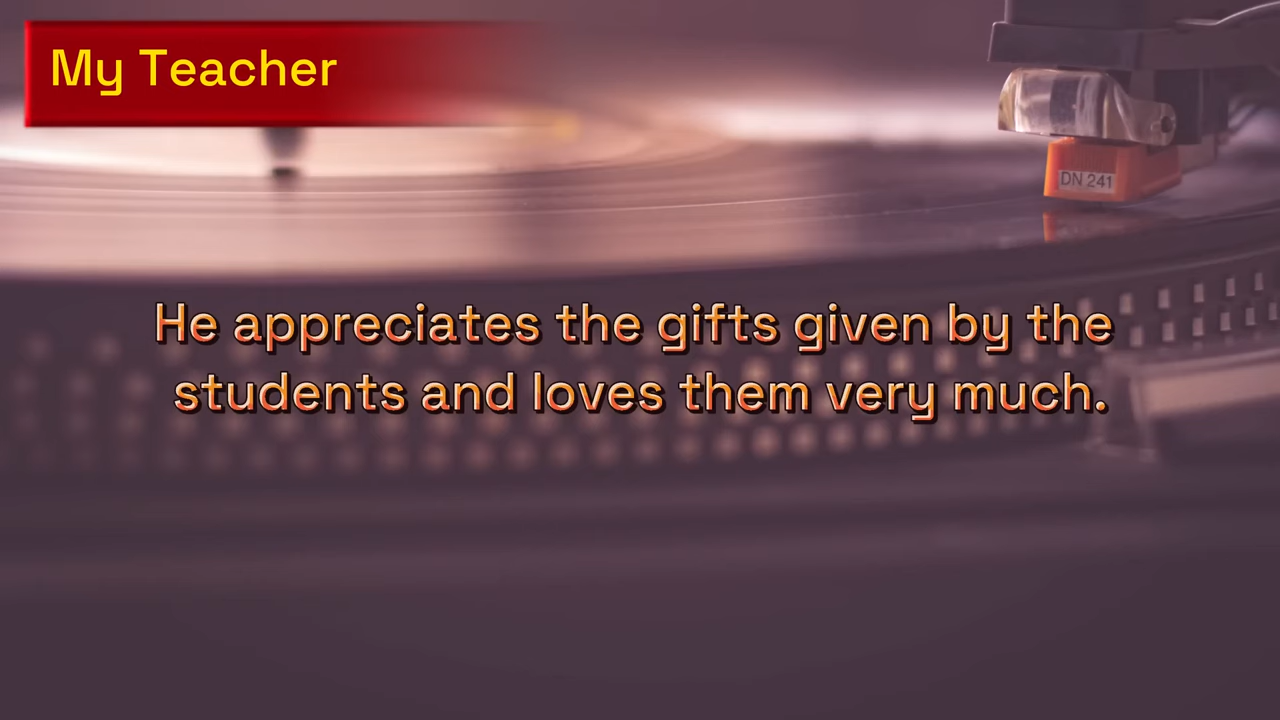 My Teacher
DN 241
He appreciates the gifts given by the
students and loves them very much.